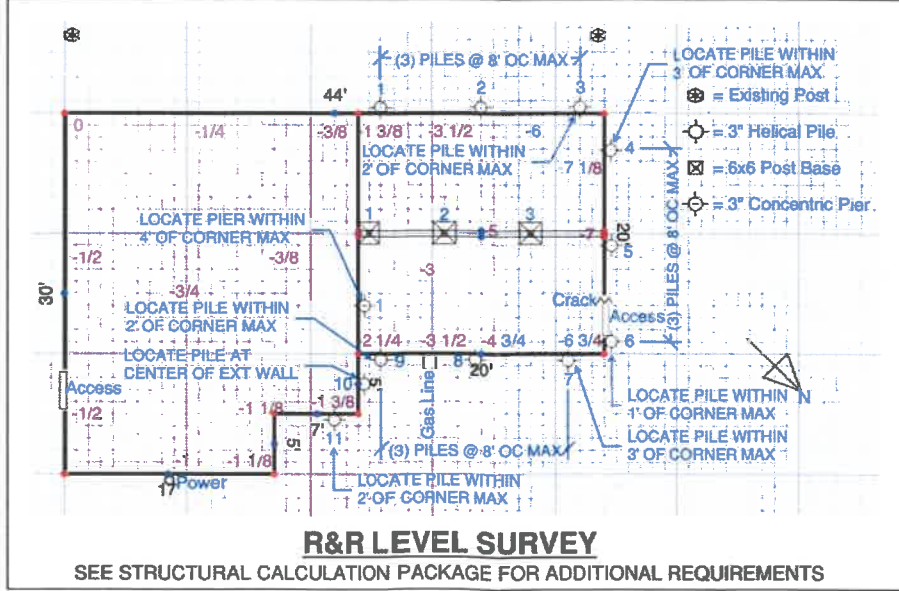 (3) PILES @ 8' OC MAX
LOCATE PILE WITHIN
3' OF CORNER MAX
= Existing Post
= 3" Helical Pile
= 6x6 Post Base
= 3" Concentric Pier
44'
1 2 3
0 -1/4 -3/8 1 3/8 -3 1/2 -6
LOCATE PILE WITHIN
2' OF CORNER MAX
-7 1/8
4
(3) PILES @ 8' OC MAX
LOCATE PIER WITHIN
4' OF CORNER MAX
1 2 3
-5 -7
20'
5
-1/2 -3/8
-3/4
-3
30'
1
Crack
Access
6
LOCATE PILE WITHIN
2' OF CORNER MAX
2 1/4 -3 1/2 -4 3/4 -6 3/4
9 8 7
20'
LOCATE PILE AT
CENTER OF EXT WALL
10
5'
Gas Line
N
Access
-1/2
-1 1/8 -1 3/8
7'
5'
11
(3) PILES @ 8' OC MAX
LOCATE PILE WITHIN
1' OF CORNER MAX
LOCATE PILE WITHIN
3' OF CORNER MAX
-1 1 1/8
17'
Power
LOCATE PILE WITHIN
2' OF CORNER MAX
R&R LEVEL SURVEY
SEE STRUCTURAL CALCULATION PACKAGE FOR ADDITIONAL REQUIREMENTS